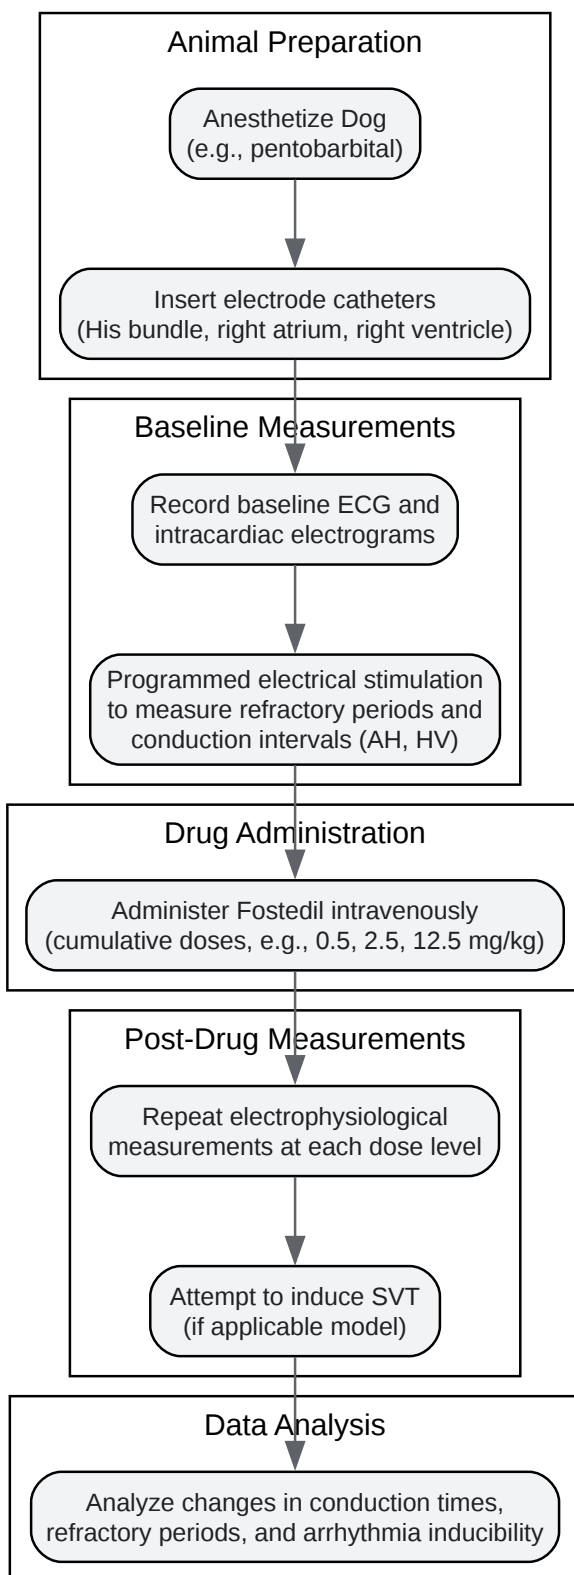 Animal Preparation
Anesthetize Dog
(e.g., pentobarbital)
Insert electrode catheters
(His bundle, right atrium, right ventricle)
Baseline Measurements
Record baseline ECG and
intracardiac electrograms
Programmed electrical stimulation
to measure refractory periods and
conduction intervals (AH, HV)
Drug Administration
Administer Fostedil intravenously
(cumulative doses, e.g., 0.5, 2.5, 12.5 mg/kg)
Post-Drug Measurements
Repeat electrophysiological
measurements at each dose level
Attempt to induce SVT
(if applicable model)
Data Analysis
Analyze changes in conduction times,
refractory periods, and arrhythmia inducibility